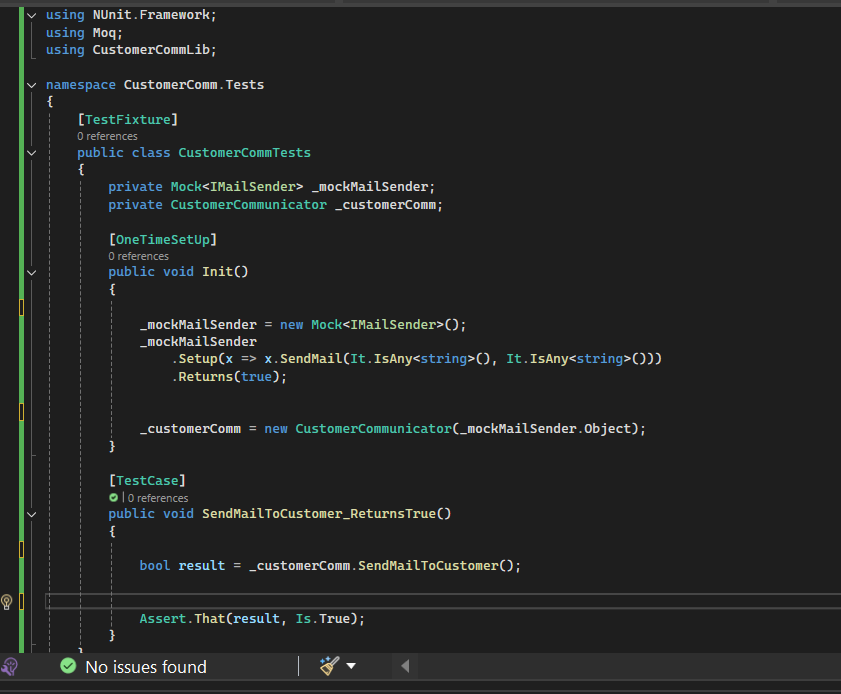 using NUnit.Framework;
using Moq;
using CustomerCommLib;
namespace CustomerComm.Tests
{
[TestFixture]
0 references
public class CustomerCommTests
{
private Mock<IMailSender> _mockMailSender;
private CustomerCommunicator _customerComm;
[OneTimeSetUp]
0 references
public void Init()
{
_mockMailSender = new Mock<IMailSender>();
_mockMailSender
.Setup(x => x.SendMail(It.IsAny<string>(), It.IsAny<string>()))
.Returns(true);
_customerComm = new CustomerCommunicator(_mockMailSender.Object);
}
[TestCase]
| 0 references
public void SendMailToCustomer_ReturnsTrue()
{
bool result = _customerComm.SendMailToCustomer();
Assert.That(result, Is.True);
}
}
No issues found